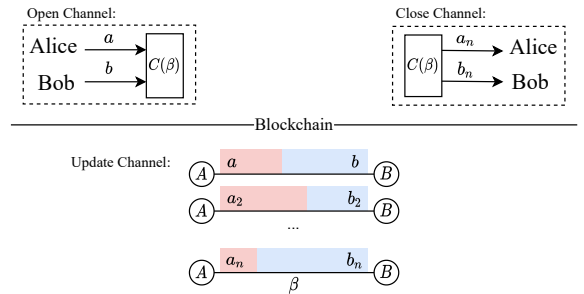 Open Channel:
Alice a
Bob b
C(β)
Close Channel:
C(β)
a_n Alice
b_n Bob
Blockchain
Update Channel:
A a b B
A a_2 b_2 B
...
A a_n b_n B
β